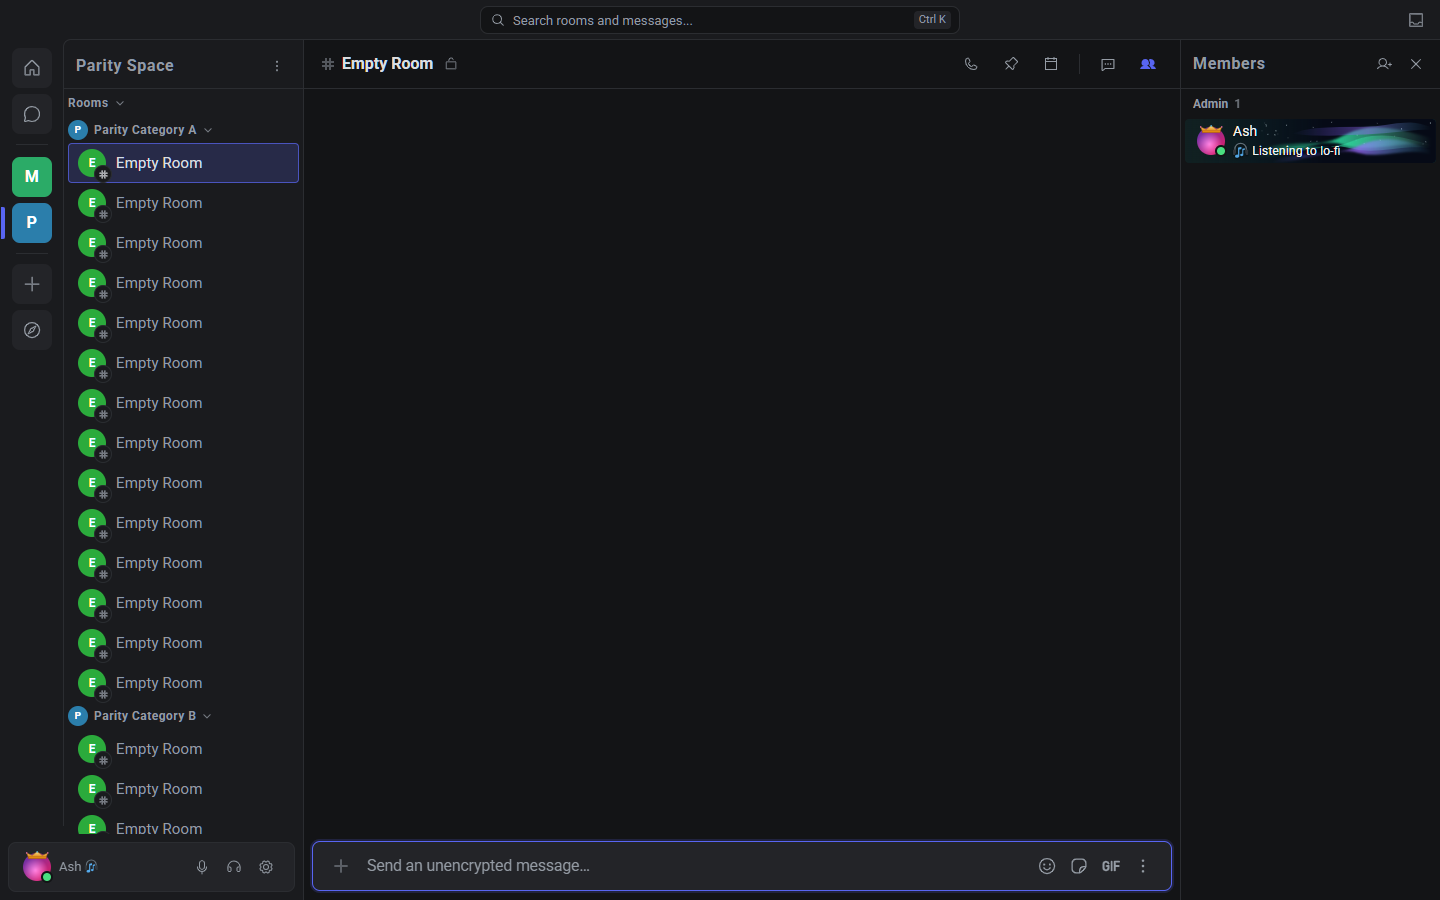 Search rooms and messages...
Ctrl K
Parity Space
Rooms
P Parity Category A
E Empty Room
E Empty Room
E Empty Room
E Empty Room
E Empty Room
E Empty Room
E Empty Room
E Empty Room
E Empty Room
E Empty Room
E Empty Room
E Empty Room
E Empty Room
E Empty Room
P Parity Category B
E Empty Room
E Empty Room
E Empty Room
M
P
Ash
# Empty Room
Send an unencrypted message...
GIF
Members
Admin 1
Ash
Listening to lo-fi